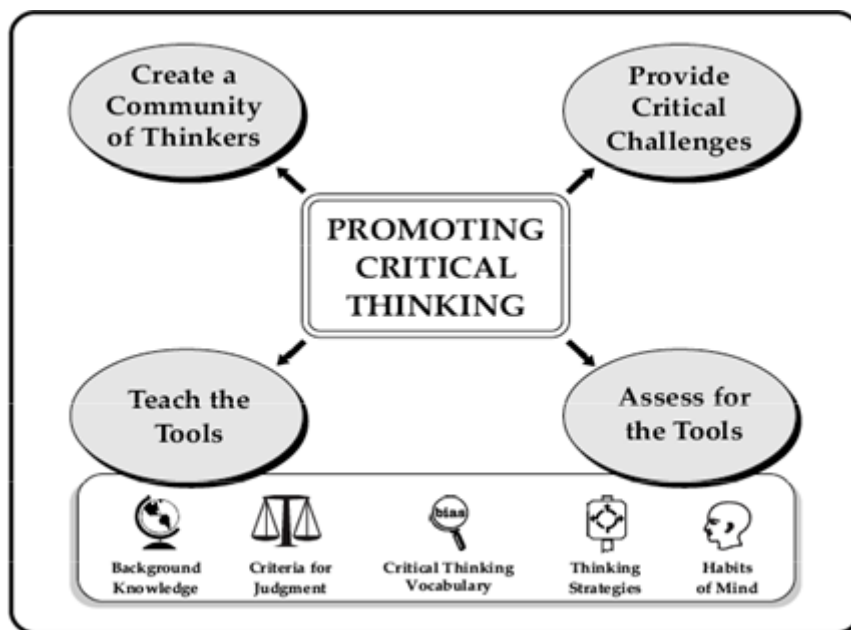 Create a
Community
of Thinkers
Provide
Critical
Challenges
PROMOTING
CRITICAL
THINKING
Teach the
Tools
Assess for
the Tools
bias
Background
Knowledge
Criteria for
Judgment
Critical Thinking
Vocabulary
Thinking
Strategies
Habits
of Mind